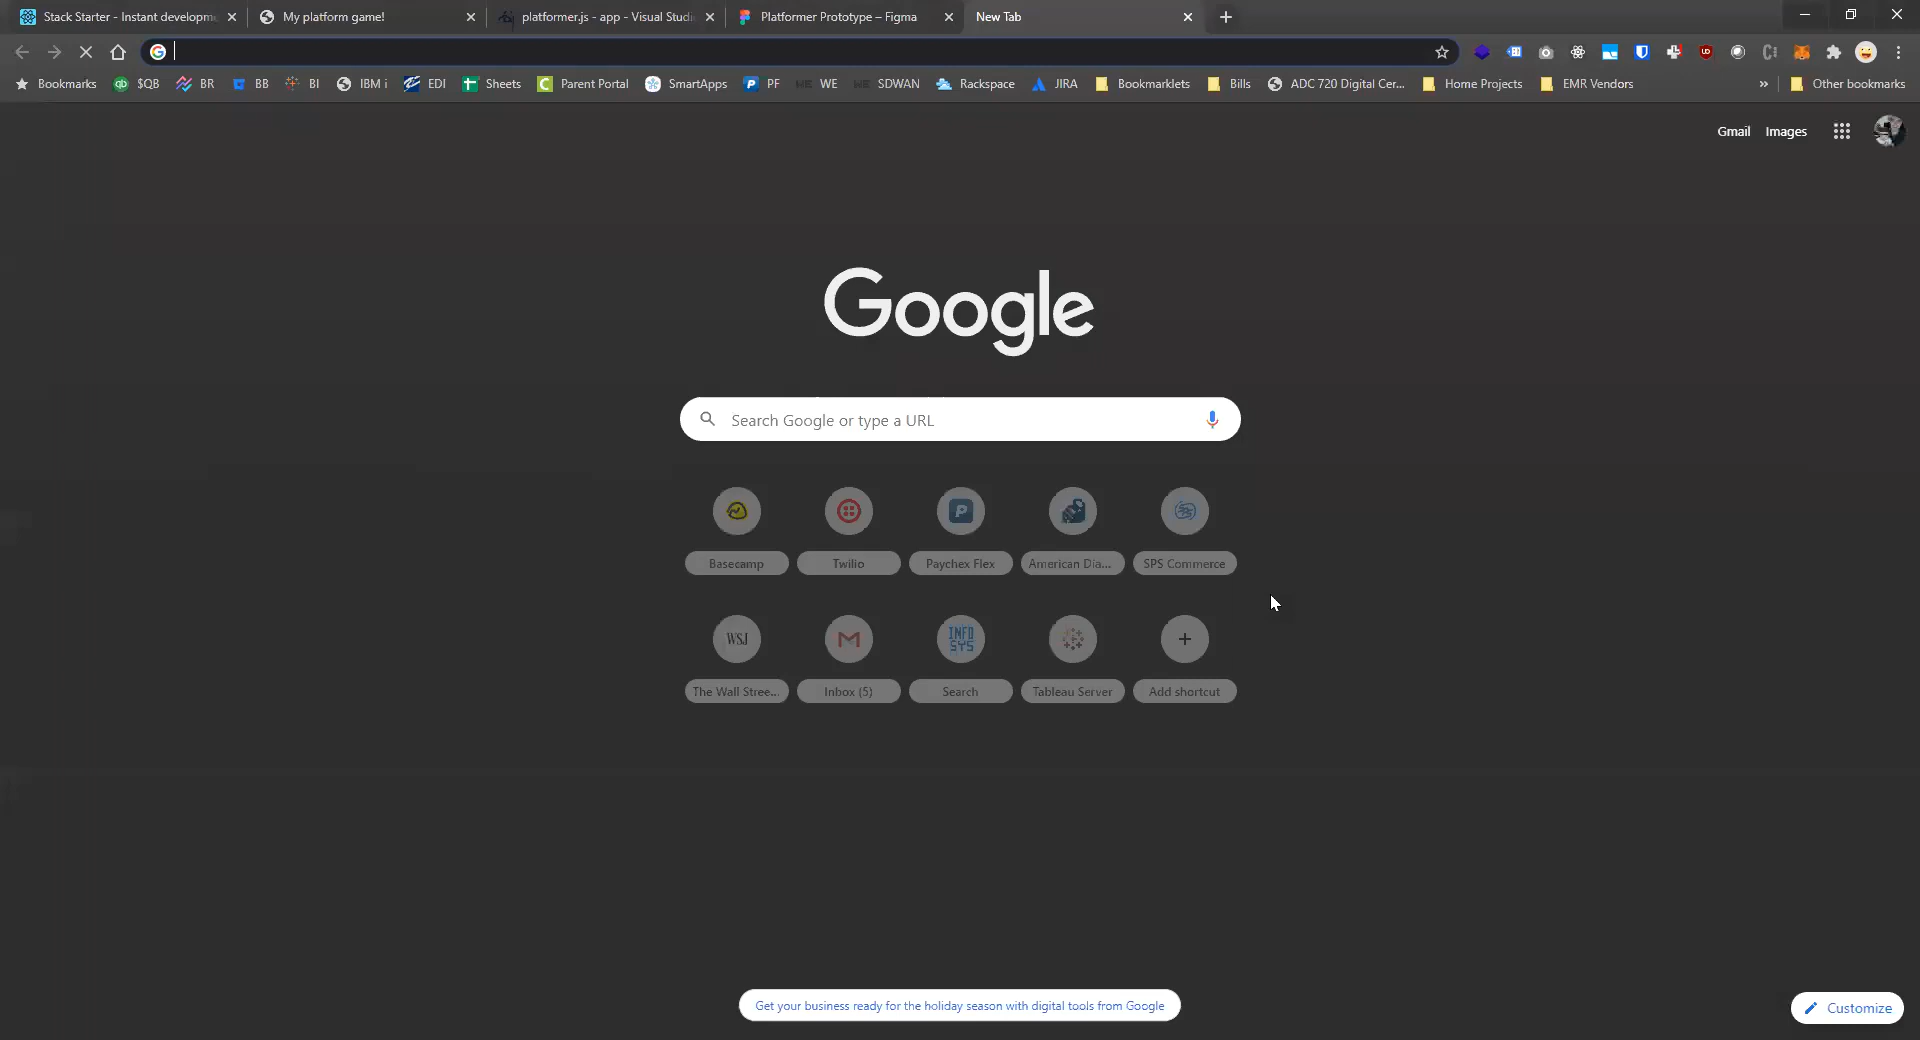 Stack Starter - Instant developm
My platform game!
platformer.js - app - Visual Studi
Platformer Prototype – Figma
New Tab
Bookmarks
$QB
BR
BB
BI
IBM i
EDI
Sheets
Parent Portal
SmartApps
PF
WE
SDWAN
Rackspace
JIRA
Bookmarklets
Bills
ADC 720 Digital Cer...
Home Projects
EMR Vendors
»
Other bookmarks
Gmail
Images
Google
Search Google or type a URL
Basecamp
Twilio
Paychex Flex
American Dia...
SPS Commerce
WSJ
INFO
SYS
The Wall Stree...
Inbox (5)
Search
Tableau Server
Add shortcut
Get your business ready for the holiday season with digital tools from Google
Customize